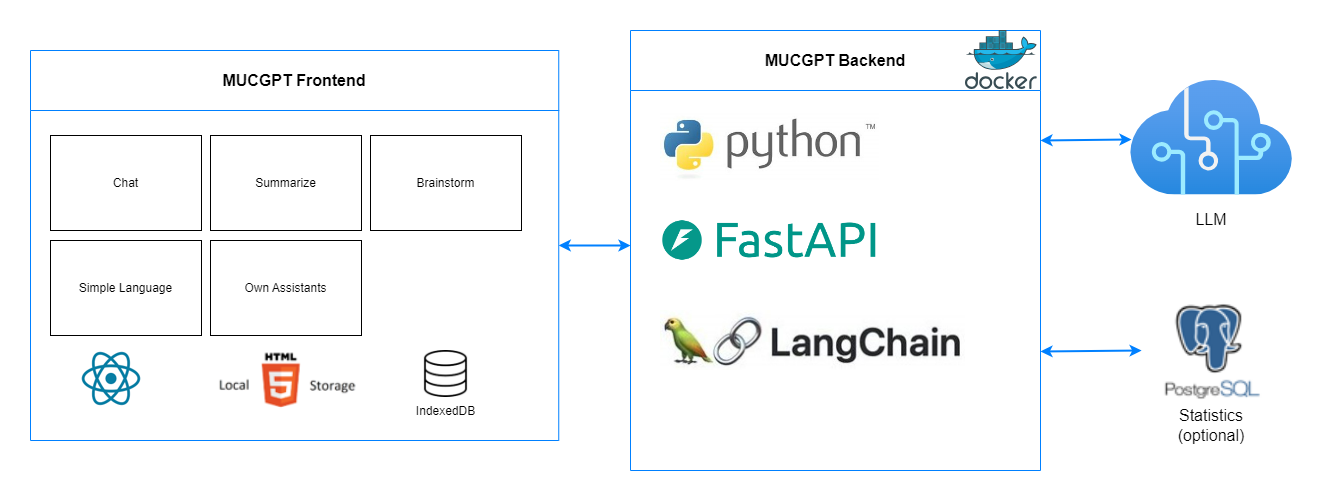 MUCGPT Frontend
Chat
Summarize
Brainstorm
Simple Language
Own Assistants
HTML
Local 5 Storage
IndexedDB
MUCGPT Backend
docker
python™
FastAPI
LangChain
LLM
PostgreSQL
Statistics
(optional)